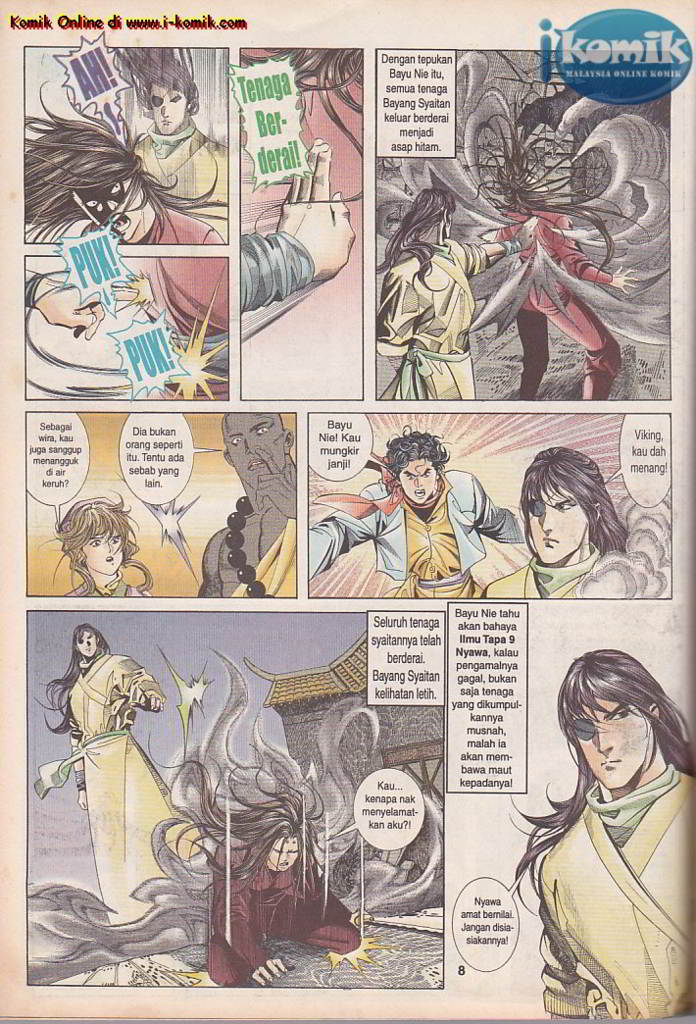 Komik Online di www.i-komik.com
ikomik
MALAYSIA ONLINE KOMIK
AH!
Tenaga
Ber-
derai!
Dengan tepukan
Bayu Nie itu,
semua tenaga
Bayang Syaitan
keluar berderai
menjadi
asap hitam.
PUK!
PUK!
Sebagai
wira, kau
juga sanggup
menangguk
di air
keruh?
Dia bukan
orang seperti
itu. Tentu ada
sebab yang
lain.
Bayu
Nie! Kau
mungkir
janji!
Viking,
kau dah
menang!
Seluruh tenaga
syaitannya telah
berderai.
Bayang Syaitan
kelihatan letih.
Kau...
kenapa nak
menyelamat-
kan aku?!
Bayu Nie tahu
akan bahaya
Ilmu Tapa 9
Nyawa, kalau
pengamalnya
gagal, bukan
saja tenaga
yang dikumpul-
kannya
musnah,
malah ia
akan mem-
bawa maut
kepadanya!
Nyawa
amat bernilai.
Jangan disia-
siakannya!
8